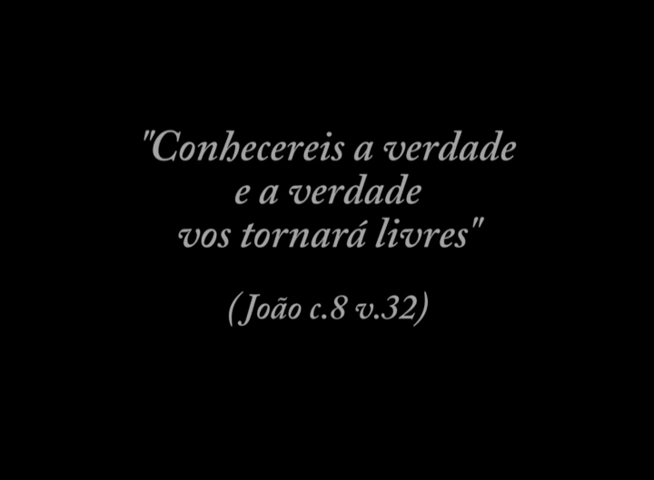 "Conhecereis a verdade
e a verdade
vos tornará livres"
(João c.8 v.32)